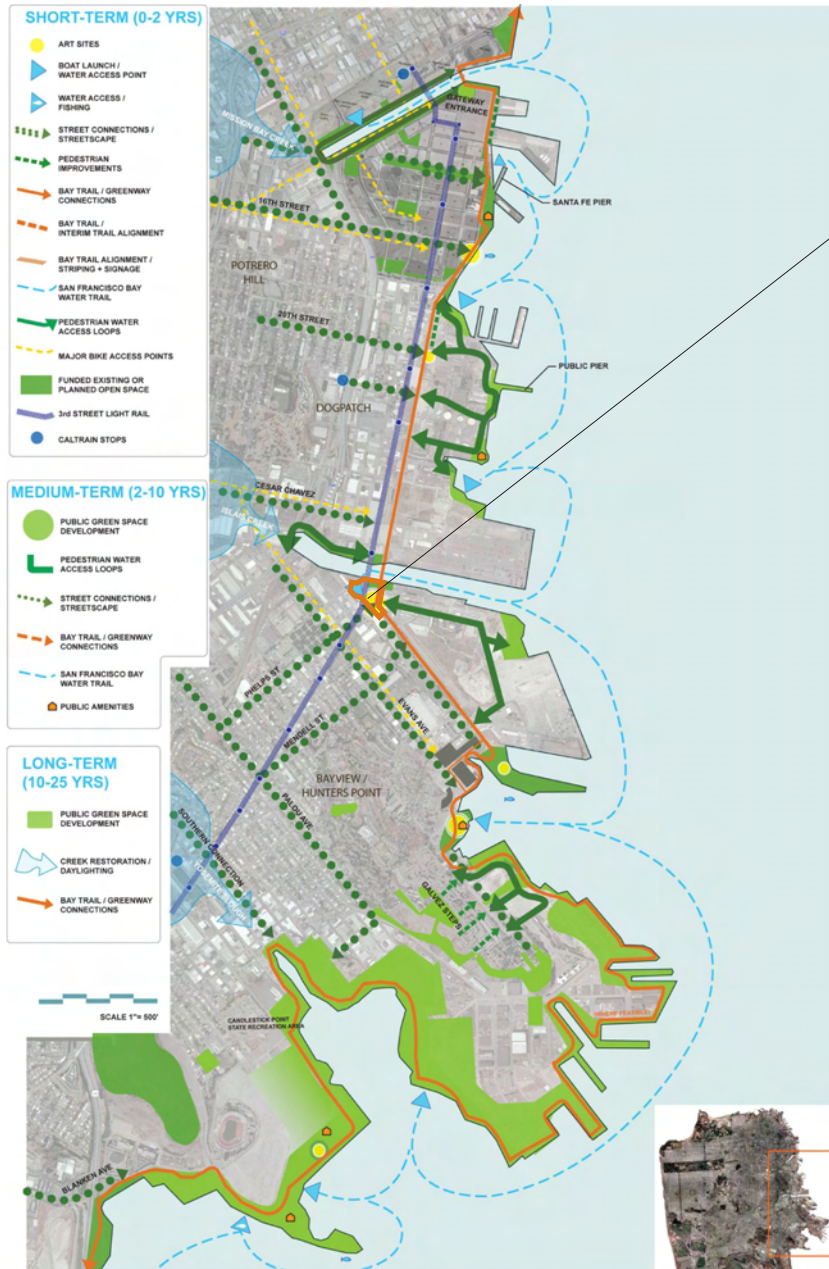 SHORT-TERM (0-2 YRS)
ART SITES
BOAT LAUNCH /
WATER ACCESS POINT
WATER ACCESS /
FISHING
STREET CONNECTIONS /
STREETSCAPE
PEDESTRIAN
IMPROVEMENTS
BAY TRAIL / GREENWAY
CONNECTIONS
BAY TRAIL /
INTERIM TRAIL ALIGNMENT
BAY TRAIL ALIGNMENT /
STRIPING + SIGNAGE
SAN FRANCISCO BAY
WATER TRAIL
PEDESTRIAN WATER
ACCESS LOOPS
MAJOR BIKE ACCESS POINTS
FUNDED EXISTING OR
PLANNED OPEN SPACE
3rd STREET LIGHT RAIL
CALTRAIN STOPS
MEDIUM-TERM (2-10 YRS)
PUBLIC GREEN SPACE
DEVELOPMENT
PEDESTRIAN WATER
ACCESS LOOPS
STREET CONNECTIONS /
STREETSCAPE
BAY TRAIL / GREENWAY
CONNECTIONS
SAN FRANCISCO BAY
WATER TRAIL
PUBLIC AMENITIES
LONG-TERM
(10-25 YRS)
PUBLIC GREEN SPACE
DEVELOPMENT
CREEK RESTORATION /
DAYLIGHTING
BAY TRAIL / GREENWAY
CONNECTIONS
SCALE 1"= 500'
GATEWAY
ENTRANCE
MISSION BAY CREEK
SANTA FE PIER
16TH STREET
POTRERO
HILL
20TH STREET
PUBLIC PIER
DOGPATCH
CESAR CHAVEZ
ISLAIS CREEK
PHELPS ST
MENDELL ST
EVANS AVE
BAYVIEW /
HUNTERS POINT
PALOU AVE
SOUTHERN CONNECTION
YOSEMITE SLOUGH
GALVEZ STEPS
CANDLESTICK POINT
STATE RECREATION AREA
BLANKEN AVE